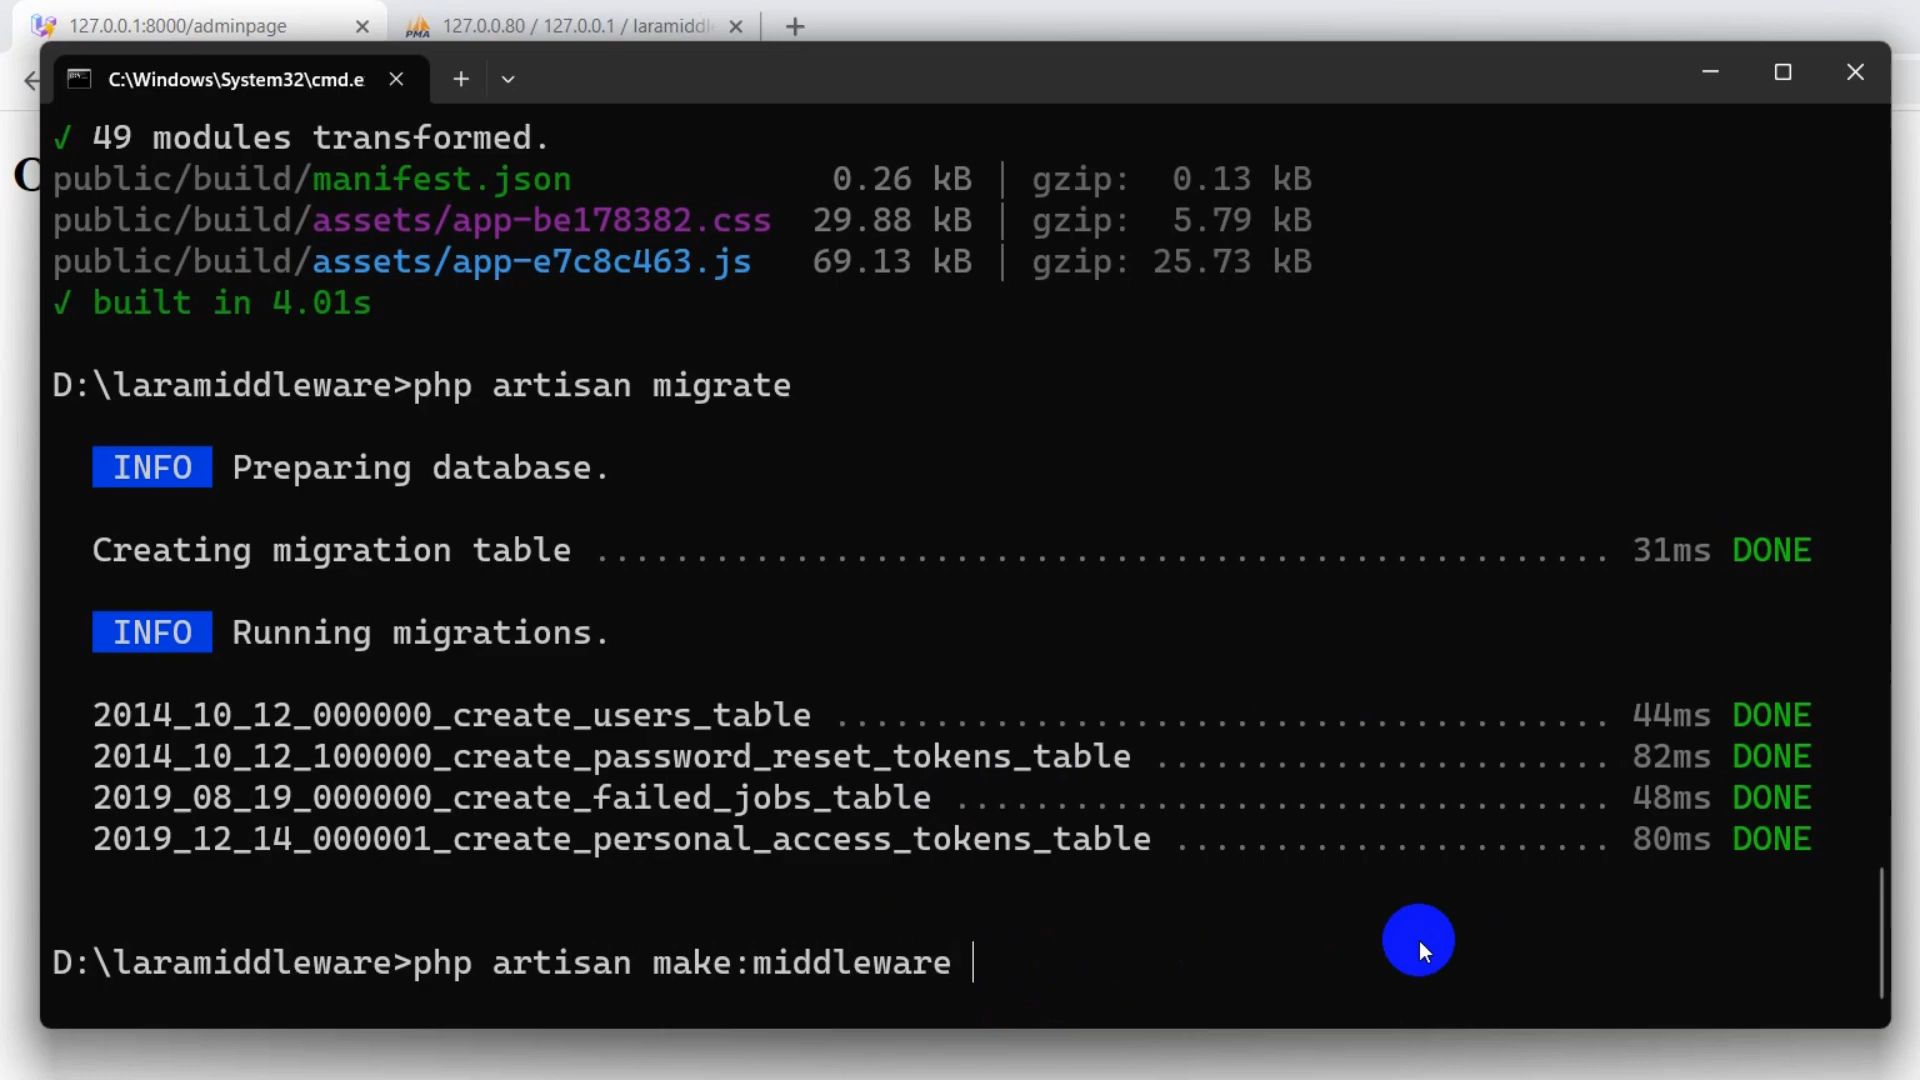 127.0.0.1:8000/adminpage
127.0.0.80 / 127.0.0.1 / laramiddl
PMA
C:\Windows\System32\cmd.e
√ 49 modules transformed.
public/build/manifest.json 0.26 kB │ gzip: 0.13 kB
public/build/assets/app-be178382.css 29.88 kB │ gzip: 5.79 kB
public/build/assets/app-e7c8c463.js 69.13 kB │ gzip: 25.73 kB
√ built in 4.01s
D:\laramiddleware>php artisan migrate
INFO Preparing database.
Creating migration table ................................................... 31ms DONE
INFO Running migrations.
2014_10_12_000000_create_users_table ....................................... 44ms DONE
2014_10_12_100000_create_password_reset_tokens_table ....................... 82ms DONE
2019_08_19_000000_create_failed_jobs_table ................................. 48ms DONE
2019_12_14_000001_create_personal_access_tokens_table ...................... 80ms DONE
D:\laramiddleware>php artisan make:middleware